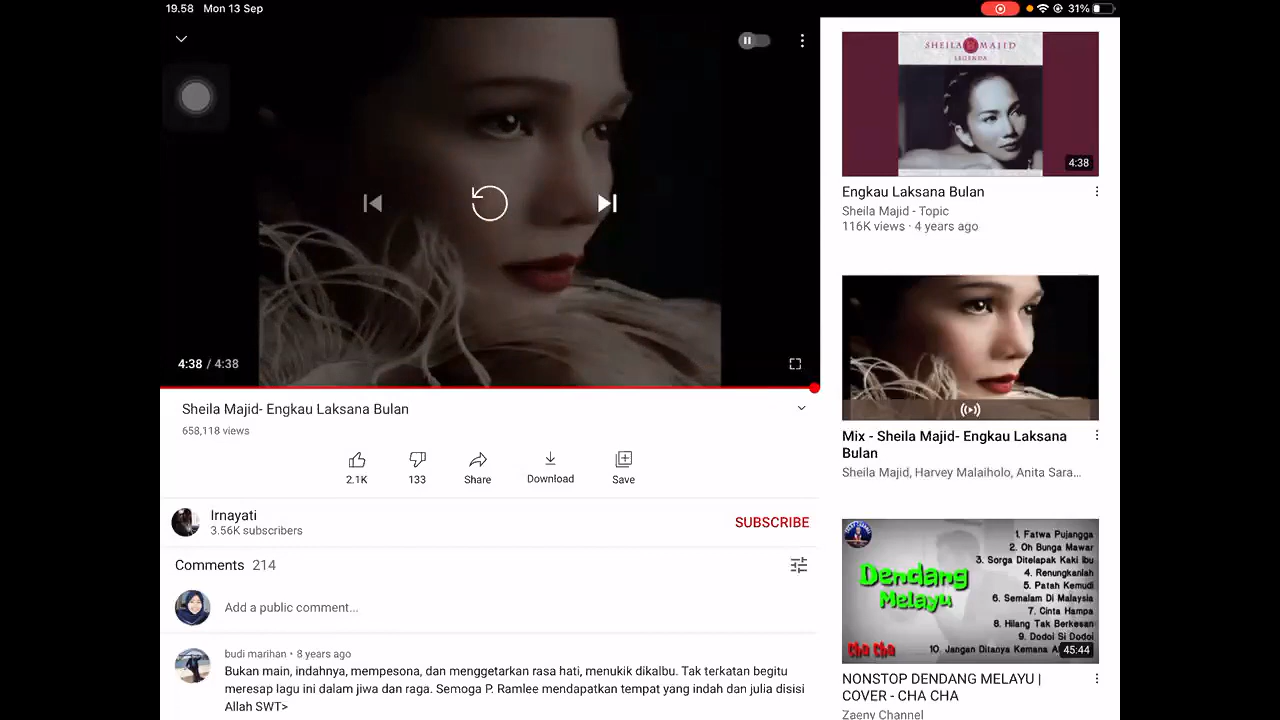 19.58 Mon 13 Sep
31%
4:38 / 4:38
Sheila Majid- Engkau Laksana Bulan
658,118 views
2.1K
133
Share
Download
Save
Irnayati
3.56K subscribers
SUBSCRIBE
Comments 214
Add a public comment...
budi marihan • 8 years ago
Bukan main, indahnya, mempesona, dan menggetarkan rasa hati, menukik dikalbu. Tak terkatan begitu
meresap lagu ini dalam jiwa dan raga. Semoga P. Ramlee mendapatkan tempat yang indah dan julia disisi
Allah SWT>
SHEILA MAJID
LEGENDA
4:38
Engkau Laksana Bulan
Sheila Majid - Topic
116K views · 4 years ago
Mix - Sheila Majid- Engkau Laksana
Bulan
Sheila Majid, Harvey Malaiholo, Anita Sara...
Dendang
Melayu
Cha Cha
1. Fatwa Pujangga
2. Oh Bunga Mawar
3. Sorga Ditelapak Kaki Ibu
4. Renungkanlah
5. Patah Kemudi
6. Semalam Di Malaysia
7. Cinta Hampa
8. Hilang Tak Berkesan
9. Dodoi Si Dodoi
10. Jangan Ditanya Kemana
45:44
NONSTOP DENDANG MELAYU |
COVER - CHA CHA
Zaeny Channel